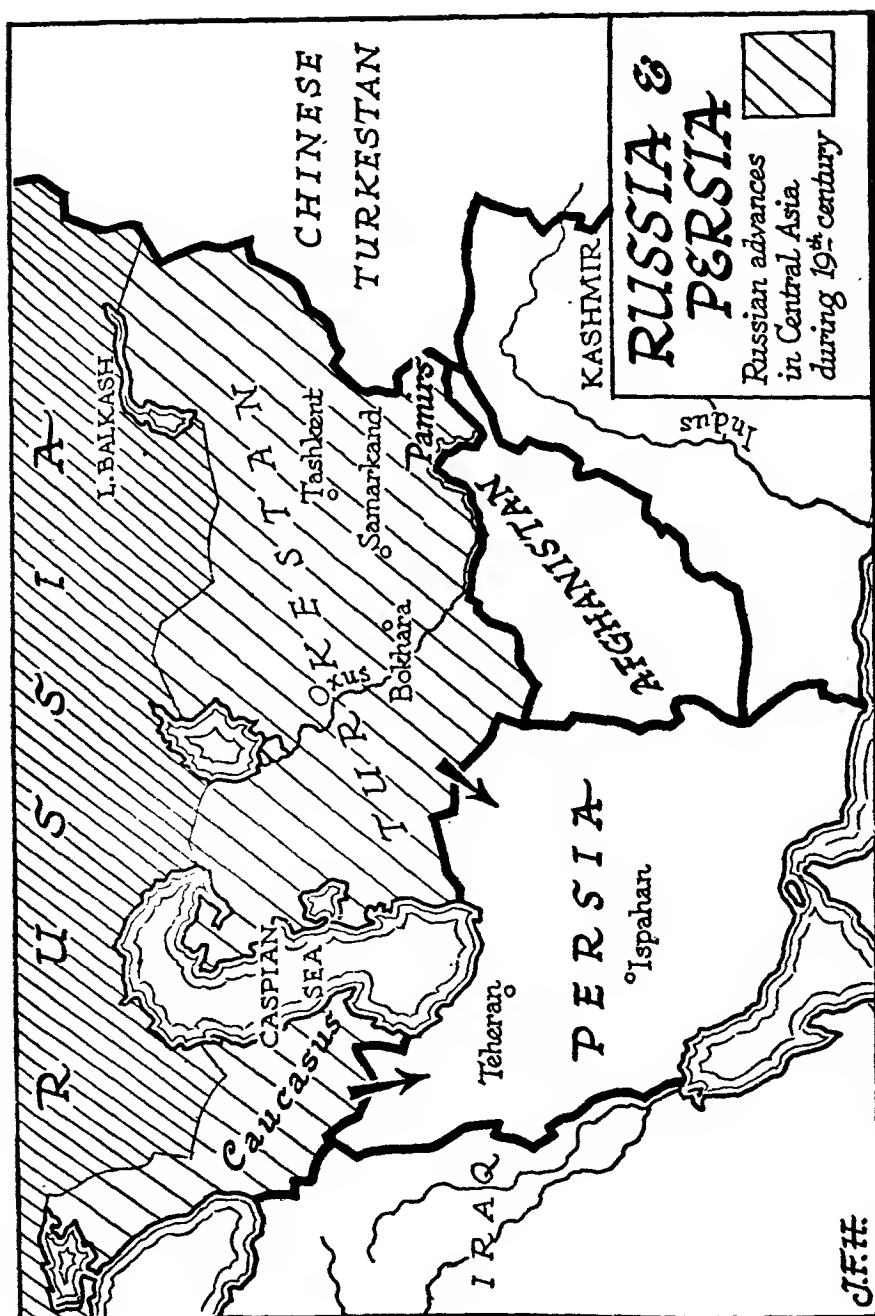 RUSSIA
CHINESE
TURKESTAN
L. BALKASH
TURKESTAN
Tashkent
Samarkand
Pamirs
Oxus
Bokhara
CASPIAN
SEA
Caucasus
AFGHANISTAN
KASHMIR
Indus
Teheran
PERSIA
Ispahan
IRAQ
RUSSIA &
PERSIA
Russian advances
in Central Asia
during 19th century
J.F.H.